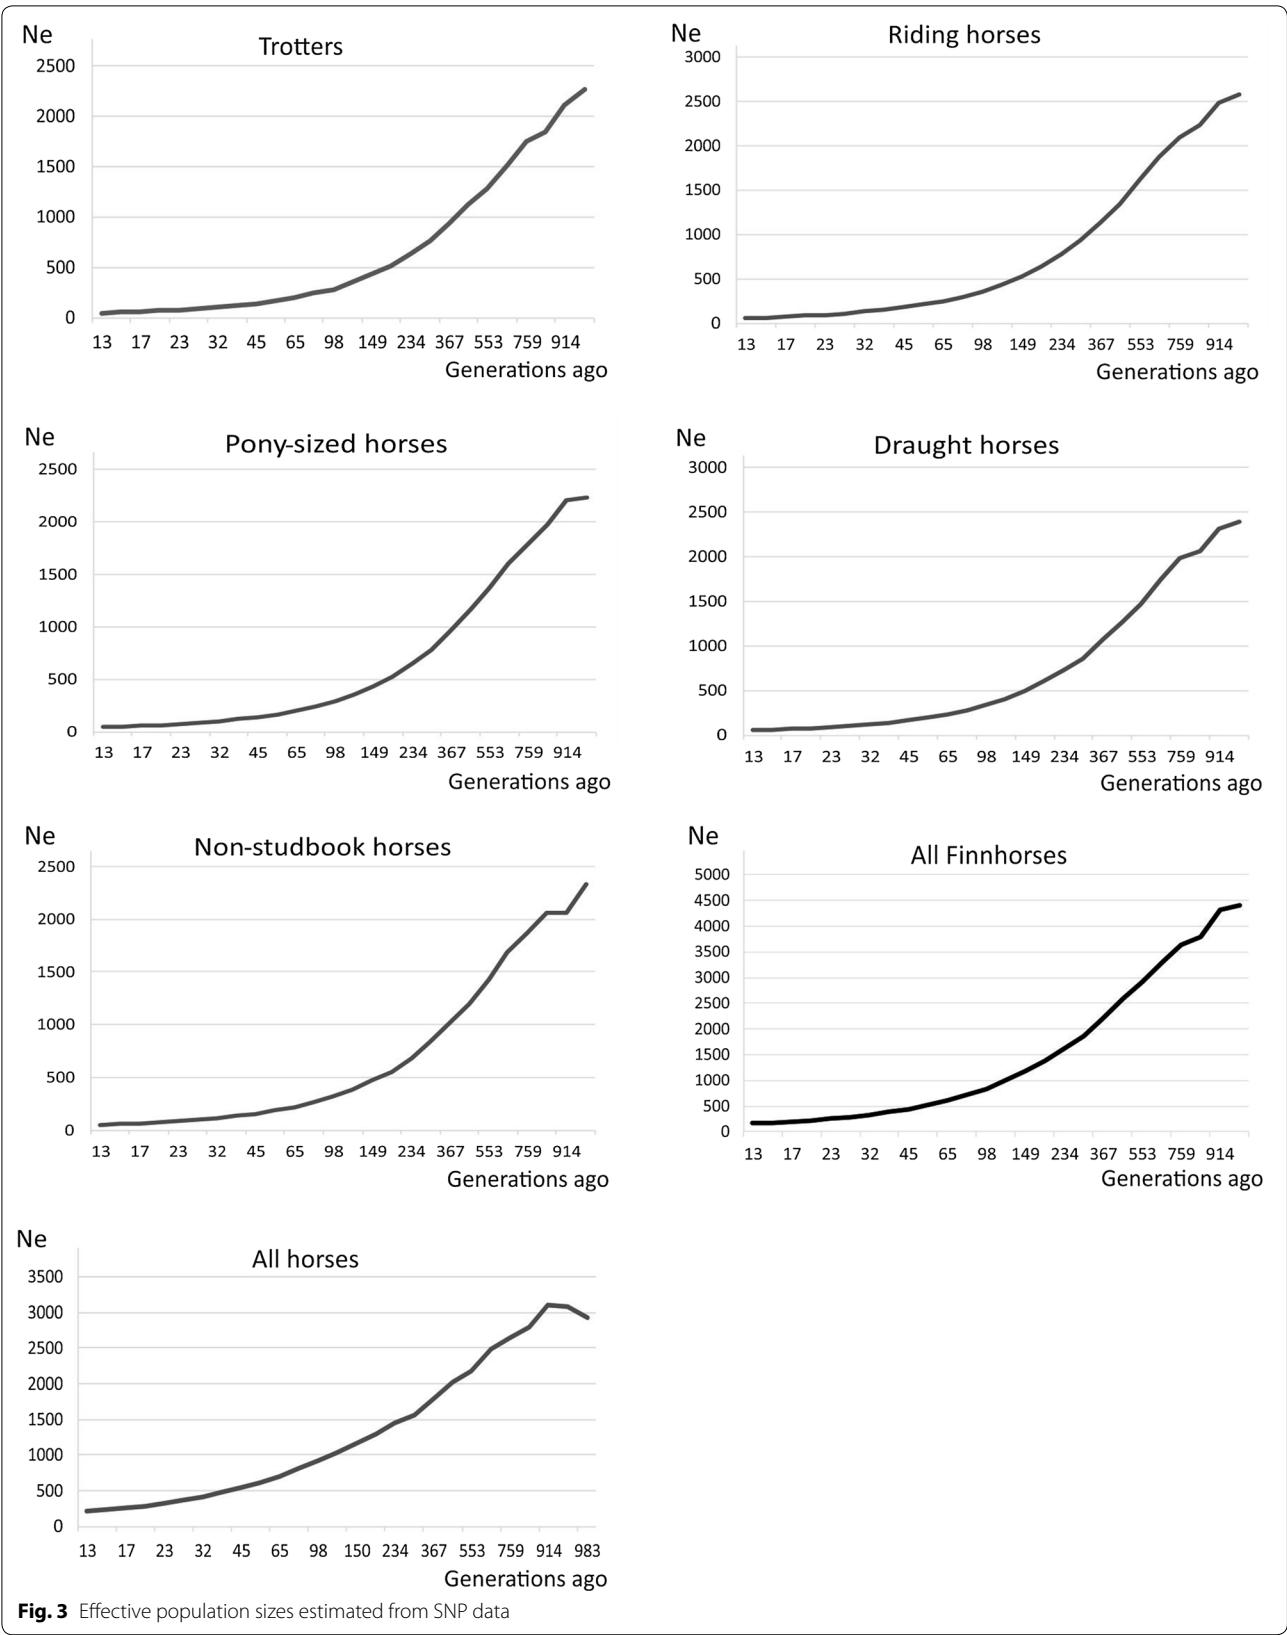 Ne
Trotters
2500
2000
1500
1000
500
0
13 17 23 32 45 65 98 149 234 367 553 759 914
Generations ago
Ne
Riding horses
3000
2500
2000
1500
1000
500
0
13 17 23 32 45 65 98 149 234 367 553 759 914
Generations ago
Ne
Pony-sized horses
2500
2000
1500
1000
500
0
13 17 23 32 45 65 98 149 234 367 553 759 914
Generations ago
Ne
Draught horses
3000
2500
2000
1500
1000
500
0
13 17 23 32 45 65 98 149 234 367 553 759 914
Generations ago
Ne
Non-studbook horses
2500
2000
1500
1000
500
0
13 17 23 32 45 65 98 149 234 367 553 759 914
Generations ago
Ne
All Finnhorses
5000
4500
4000
3500
3000
2500
2000
1500
1000
500
0
13 17 23 32 45 65 98 149 234 367 553 759 914
Generations ago
Ne
All horses
3500
3000
2500
2000
1500
1000
500
0
13 17 23 32 45 65 98 150 234 367 553 759 914 983
Generations ago
Fig. 3 Effective population sizes estimated from SNP data